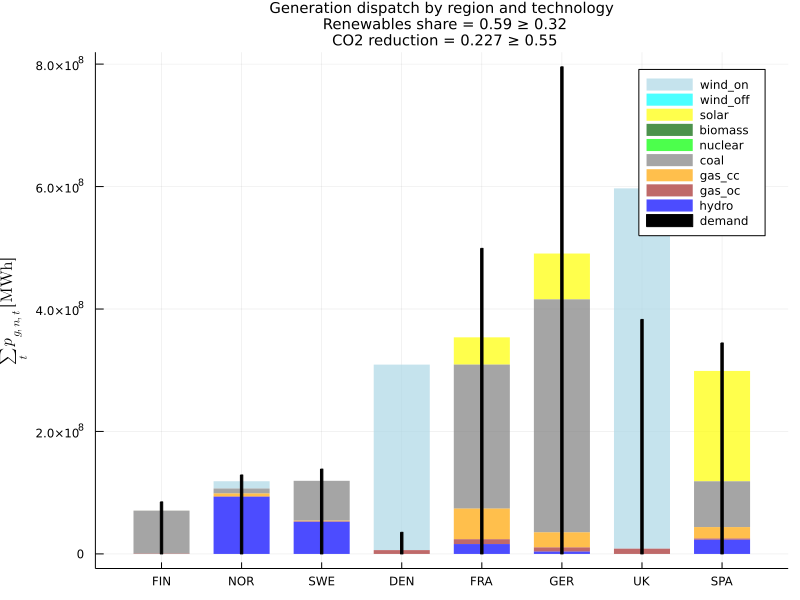 Generation dispatch by region and technology
Renewables share = 0.59 ≥ 0.32
CO2 reduction = 0.227 ≥ 0.55
8.0×10⁸
6.0×10⁸
4.0×10⁸
2.0×10⁸
0
∑ₜ p_{g,n,t} [MWh]
wind_on
wind_off
solar
biomass
nuclear
coal
gas_cc
gas_oc
hydro
demand
FIN NOR SWE DEN FRA GER UK SPA